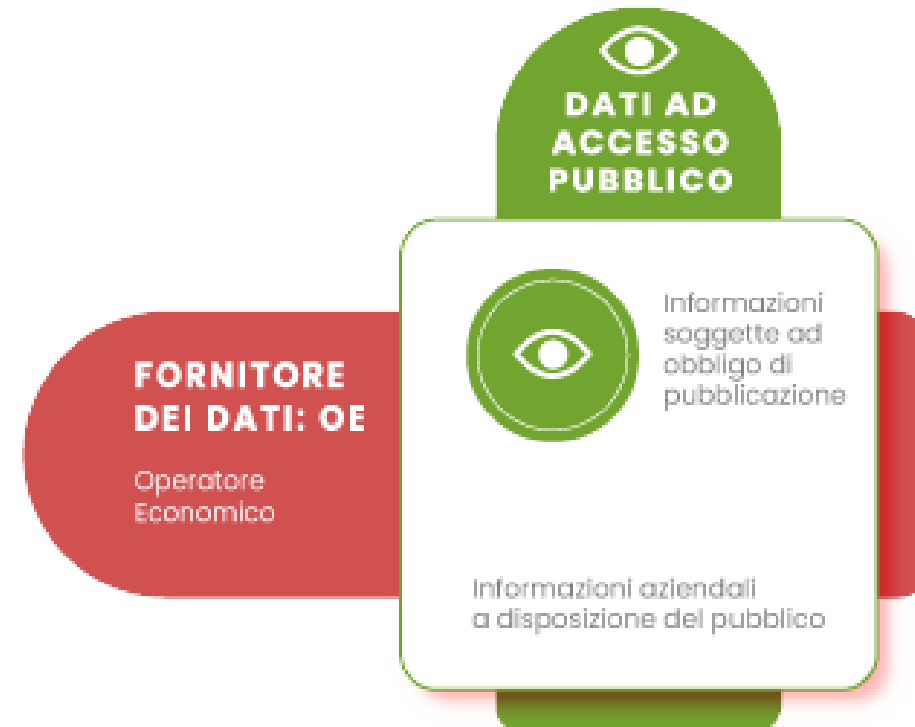 DATI AD
ACCESSO
PUBBLICO
Informazioni
soggette ad
obbligo di
pubblicazione
FORNITORE
DEI DATI: OE
Operatore
Economico
Informazioni aziendali
a disposizione del pubblico